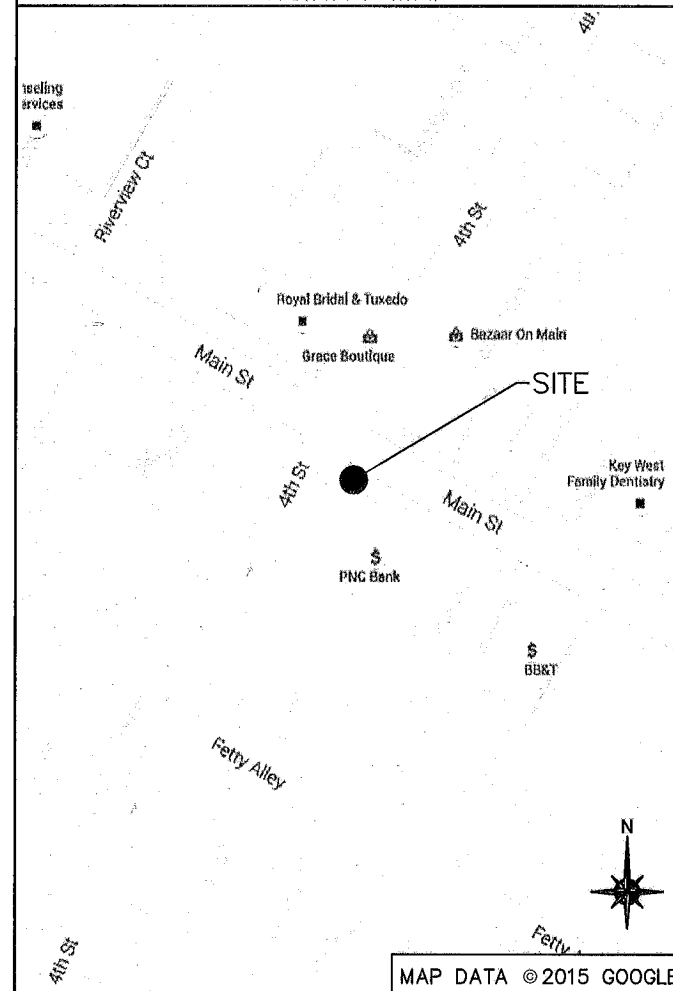 4th
nseling
ervices
Riverview Ct
4th St
Royal Bridal & Tuxedo
Grace Boutique
Bazaar On Main
Main St
SITE
4th St
Key West
Family Dentistry
Main St
$
PNC Bank
$
BB&T
Fetty Alley
N
4th St
Fetty
MAP DATA ©2015 GOOGLE